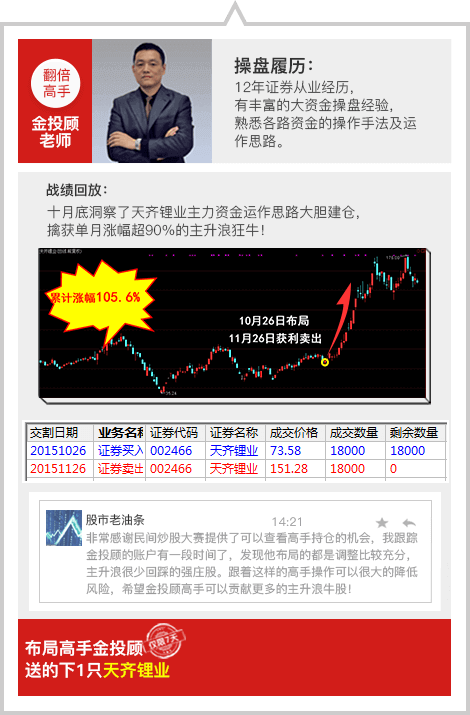 翻倍
高手
金投顾
老师
操盘履历：
12年证券从业经历，
有丰富的大资金操盘经验，
熟悉各路资金的操作手法及运
作思路。
战绩回放：
十月底洞察了天齐锂业主力资金运作思路大胆建仓，
擒获单月涨幅超90%的主升浪狂牛！
累计涨幅105.6%
10月26日布局
11月26日获利卖出
交割日期 业务名称 证券代码 证券名称 成交价格 成交数量 剩余数量
20151026 证券买入 002466 天齐锂业 73.58 18000 18000
20151126 证券卖出 002466 天齐锂业 151.28 18000 0
股市老油条 14:21
非常感谢民间炒股大赛提供了可以查看高手持仓的机会，我跟踪
金投顾的账户有一段时间了，发现他布局的都是调整比较充分，
主升浪很少回踩的强庄股。跟着这样的高手操作可以很大的降低
风险，希望金投顾高手可以贡献更多的主升浪牛股！
布局高手金投顾
仅限7天
送的下1只天齐锂业